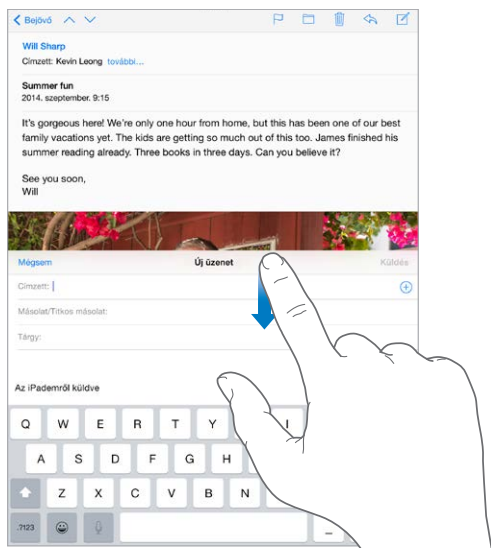 Bejövő
Will Sharp
Címzett: Kevin Leong további...
Summer fun
2014. szeptember. 9:15
It's gorgeous here! We're only one hour from home, but this has been one of our best
family vacations yet. The kids are getting so much out of this too. James finished his
summer reading already. Three books in three days. Can you believe it?
See you soon,
Will
Mégsem Új üzenet Küldés
Címzett:
Másolat/Titkos másolat:
Tárgy:
Az iPademről küldve
Q W E R T Y I
A S D F G H
Z X C V B N
.?123